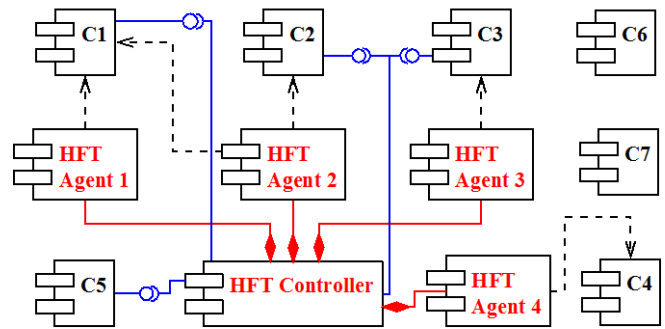 C1
C2
C3
C6
HFT
Agent 1
HFT
Agent 2
HFT
Agent 3
C7
C5
HFT Controller
HFT
Agent 4
C4